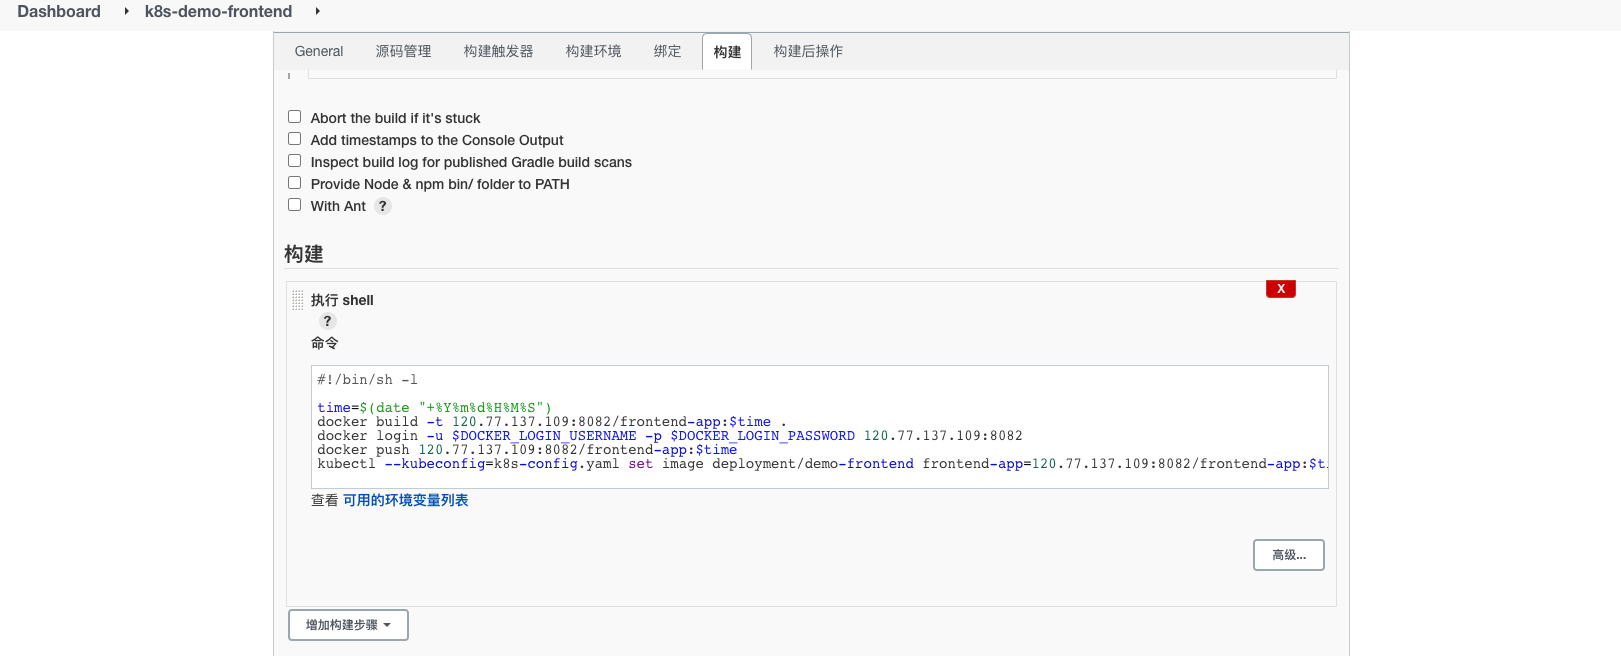 Dashboard k8s-demo-frontend
General 源码管理 构建触发器 构建环境 绑定 构建 构建后操作
Abort the build if it's stuck
Add timestamps to the Console Output
Inspect build log for published Gradle build scans
Provide Node & npm bin/ folder to PATH
With Ant ?
构建
X
执行 shell
?
命令
#!/bin/sh -l
time=$(date "+%Y%m%d%H%M%S")
docker build -t 120.77.137.109:8082/frontend-app:$time .
docker login -u $DOCKER_LOGIN_USERNAME -p $DOCKER_LOGIN_PASSWORD 120.77.137.109:8082
docker push 120.77.137.109:8082/frontend-app:$time
kubectl --kubeconfig=k8s-config.yaml set image deployment/demo-frontend frontend-app=120.77.137.109:8082/frontend-app:$t
查看 可用的环境变量列表
高级...
增加构建步骤